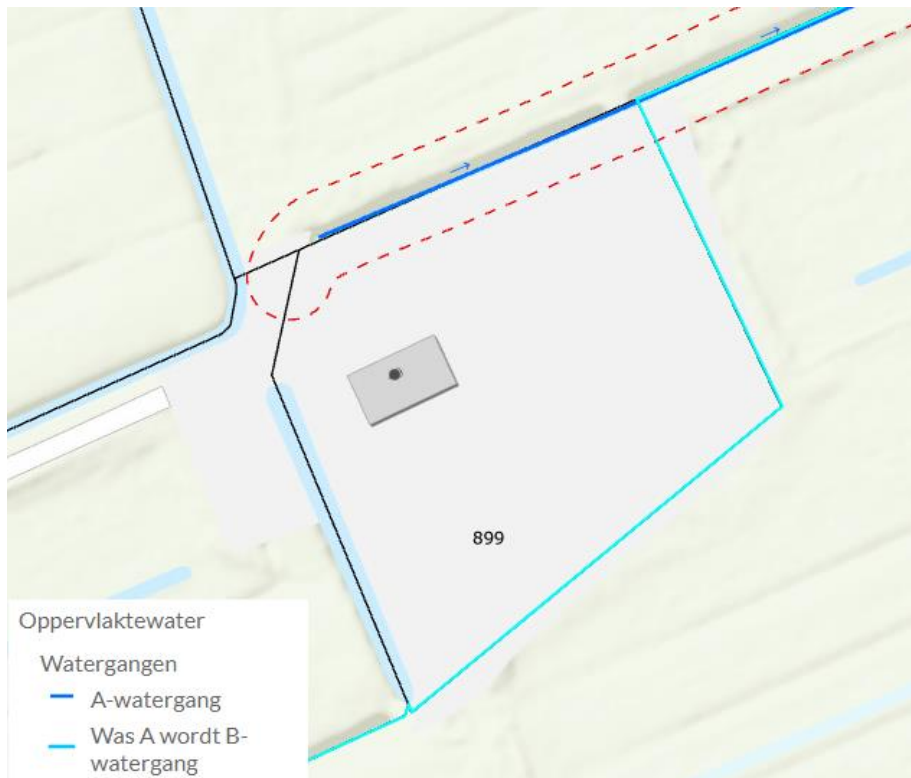 899
Oppervlaktewater
Watergangen
A-watergang
Was A wordt B-
watergang